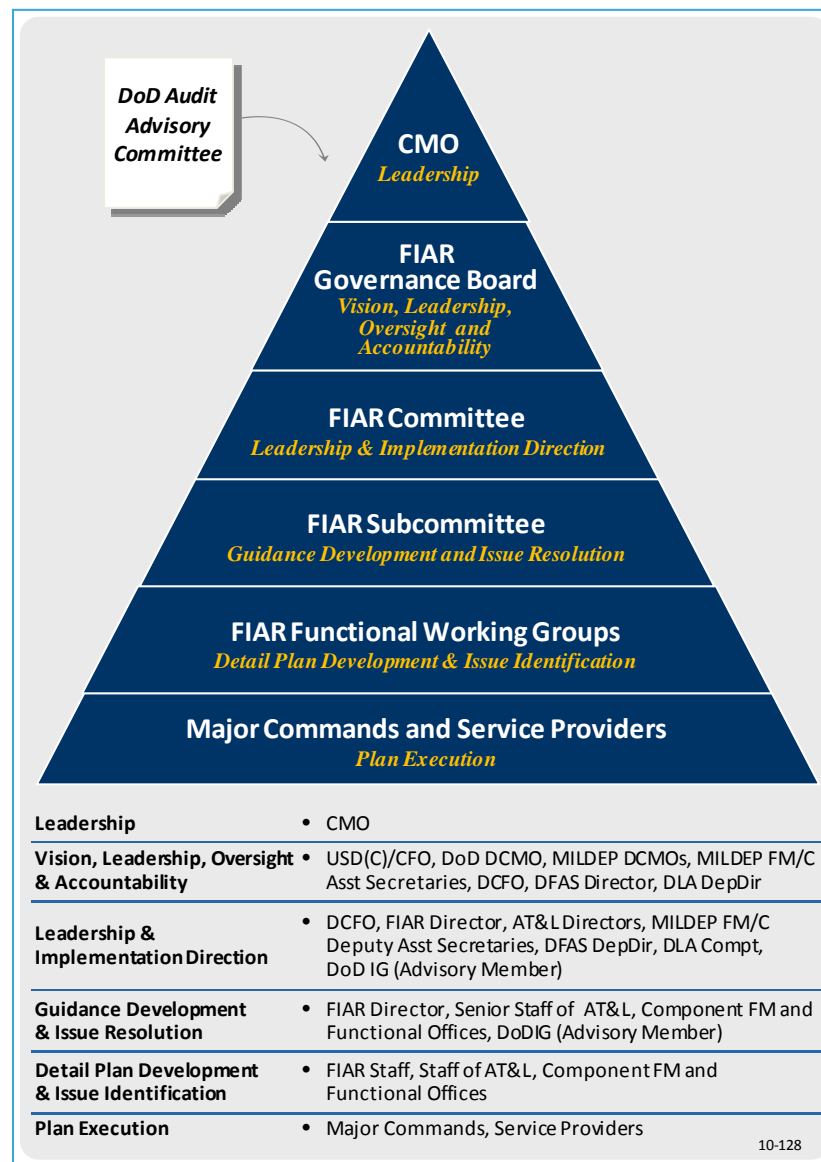 DoD Audit
Advisory
Committee
CMO
Leadership
FIAR
Governance Board
Vision, Leadership,
Oversight and
Accountability
FIAR Committee
Leadership & Implementation Direction
FIAR Subcommittee
Guidance Development and Issue Resolution
FIAR Functional Working Groups
Detail Plan Development & Issue Identification
Major Commands and Service Providers
Plan Execution
Leadership • CMO
Vision, Leadership, Oversight • USD(C)/CFO, DoD DCMO, MILDEP DCMOs, MILDEP FM/C
& Accountability Asst Secretaries, DCFO, DFAS Director, DLA DepDir
Leadership & • DCFO, FIAR Director, AT&L Directors, MILDEP FM/C
Implementation Direction Deputy Asst Secretaries, DFAS DepDir, DLA Compt,
DoD IG (Advisory Member)
Guidance Development • FIAR Director, Senior Staff of AT&L, Component FM and
& Issue Resolution Functional Offices, DoDIG (Advisory Member)
Detail Plan Development • FIAR Staff, Staff of AT&L, Component FM and
& Issue Identification Functional Offices
Plan Execution • Major Commands, Service Providers
10-128